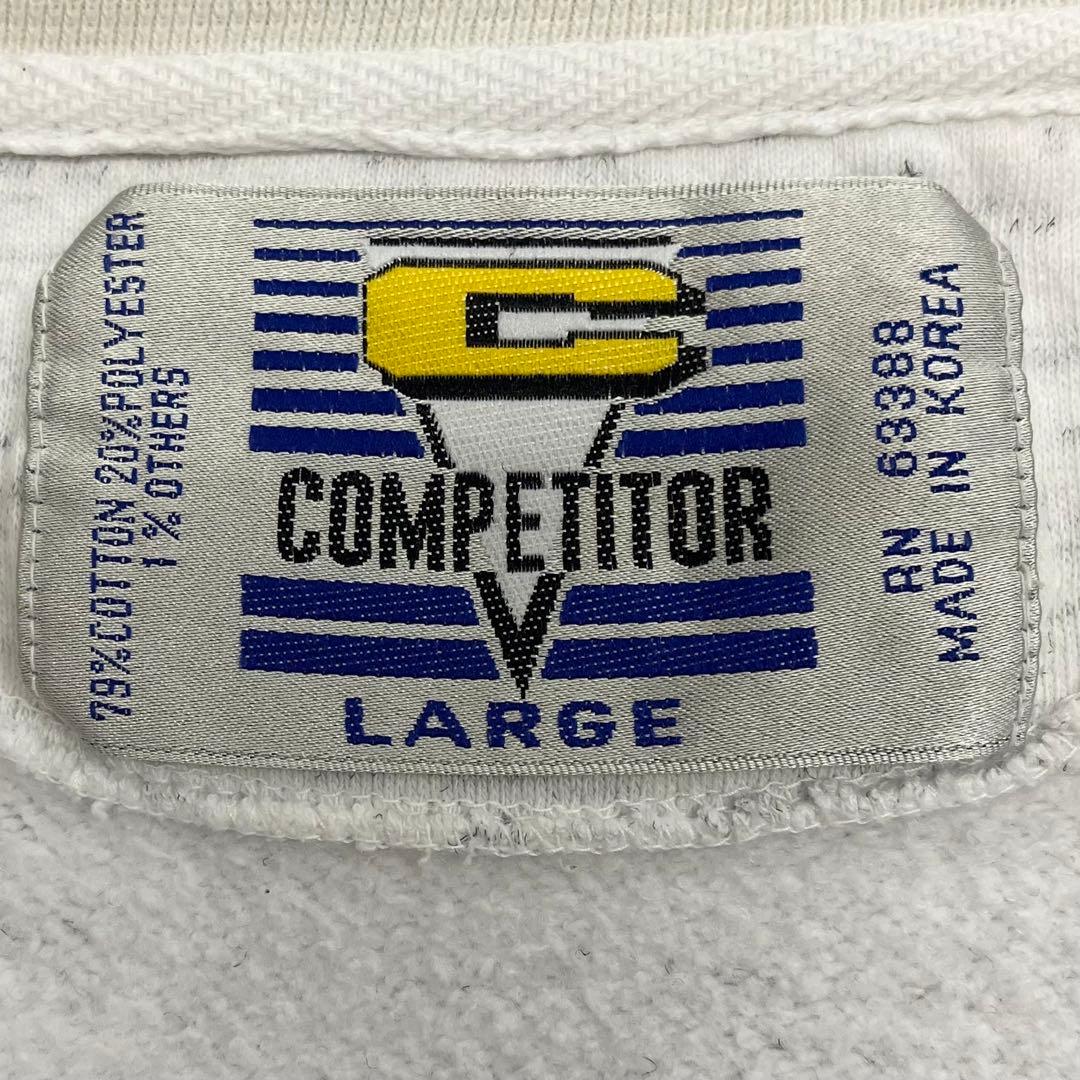 79%COTTON 20%POLYESTER
1% OTHERS
C
COMPETITOR
LARGE
RN 63388
MADE IN KOREA